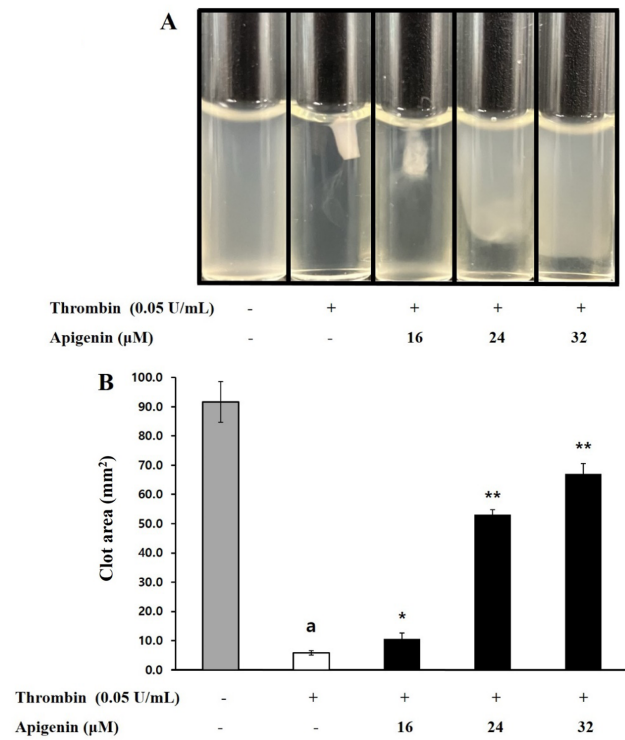 A
Thrombin (0.05 U/mL) - + + + +
Apigenin (µM) - - 16 24 32
B
Clot area (mm²)
100.0
90.0
80.0
70.0
60.0
50.0
40.0
30.0
20.0
10.0
0.0
a
*
**
**
Thrombin (0.05 U/mL) - + + + +
Apigenin (µM) - - 16 24 32